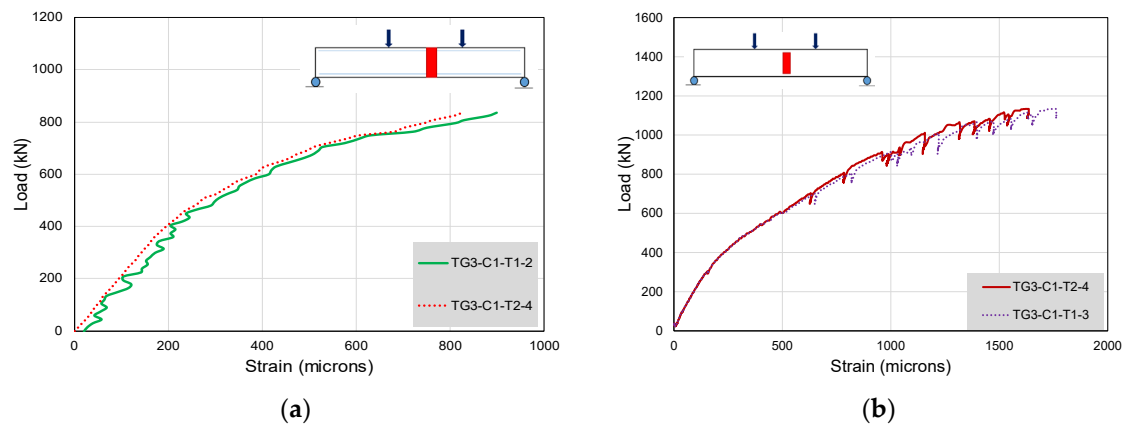 1200
1000
800
600
400
200
0
Load (kN)
0 200 400 600 800 1000
Strain (microns)
TG3-C1-T1-2
TG3-C1-T2-4
(a)
1600
1400
1200
1000
800
600
400
200
0
Load (kN)
0 500 1000 1500 2000
Strain (microns)
TG3-C1-T2-4
TG3-C1-T1-3
(b)